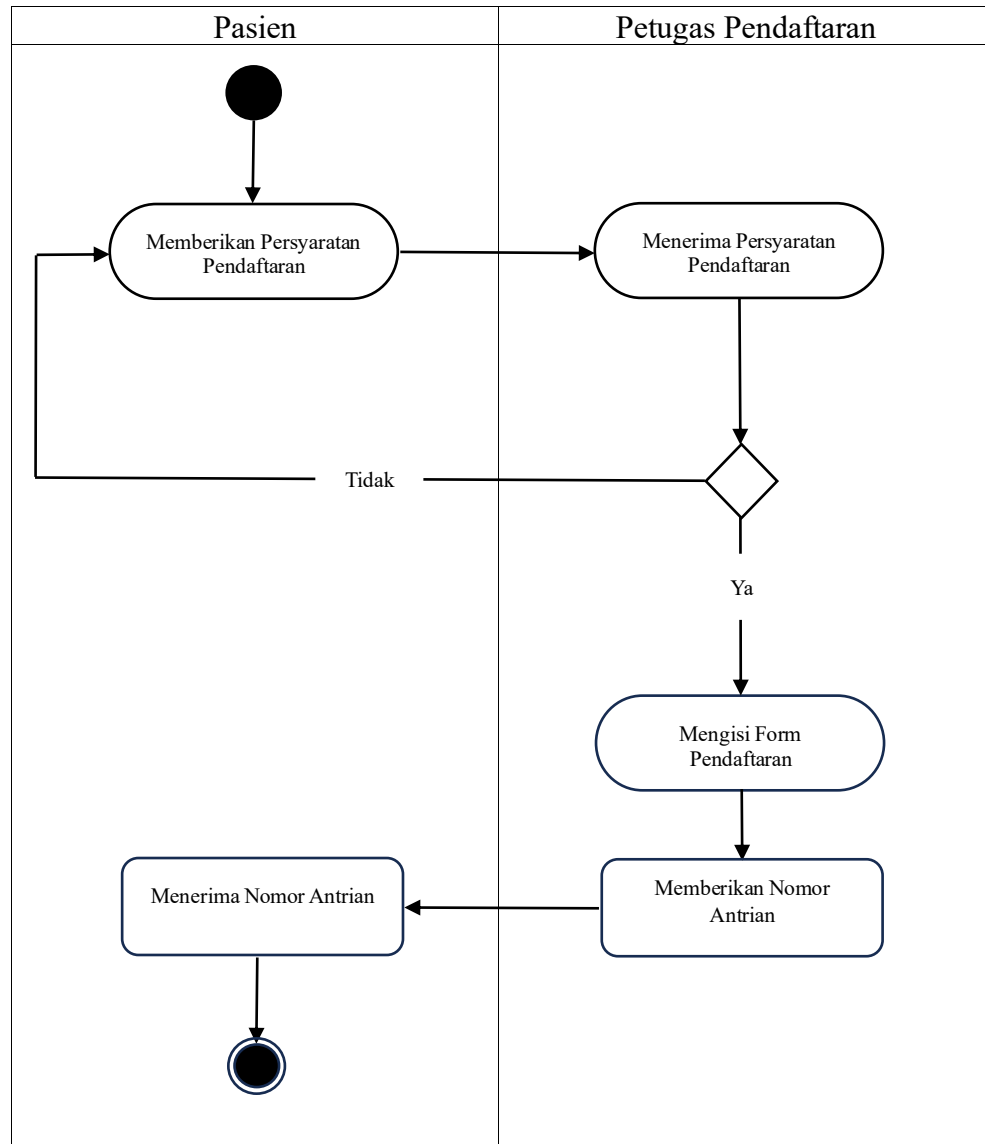 Pasien
Petugas Pendaftaran
Memberikan Persyaratan
Pendaftaran
Menerima Persyaratan
Pendaftaran
Tidak
Ya
Mengisi Form
Pendaftaran
Memberikan Nomor
Antrian
Menerima Nomor Antrian